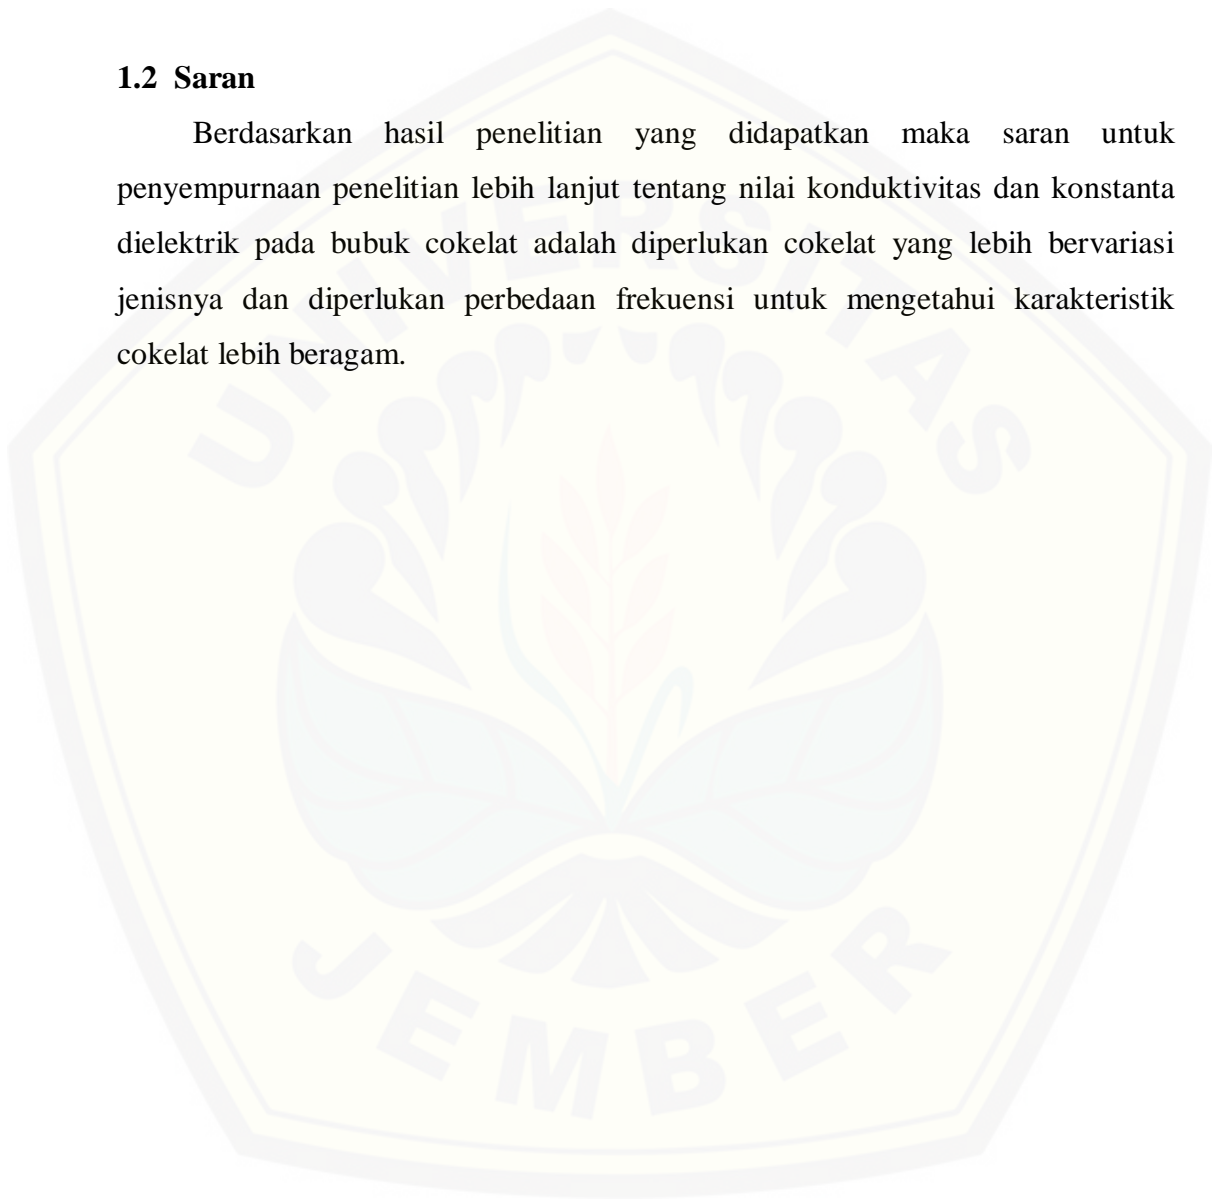 1.2 Saran
Berdasarkan hasil penelitian yang didapatkan maka saran untuk
penyempurnaan penelitian lebih lanjut tentang nilai konduktivitas dan konstanta
dielektrik pada bubuk cokelat adalah diperlukan cokelat yang lebih bervariasi
jenisnya dan diperlukan perbedaan frekuensi untuk mengetahui karakteristik
cokelat lebih beragam.
UNIVERSITAS
JEMBER